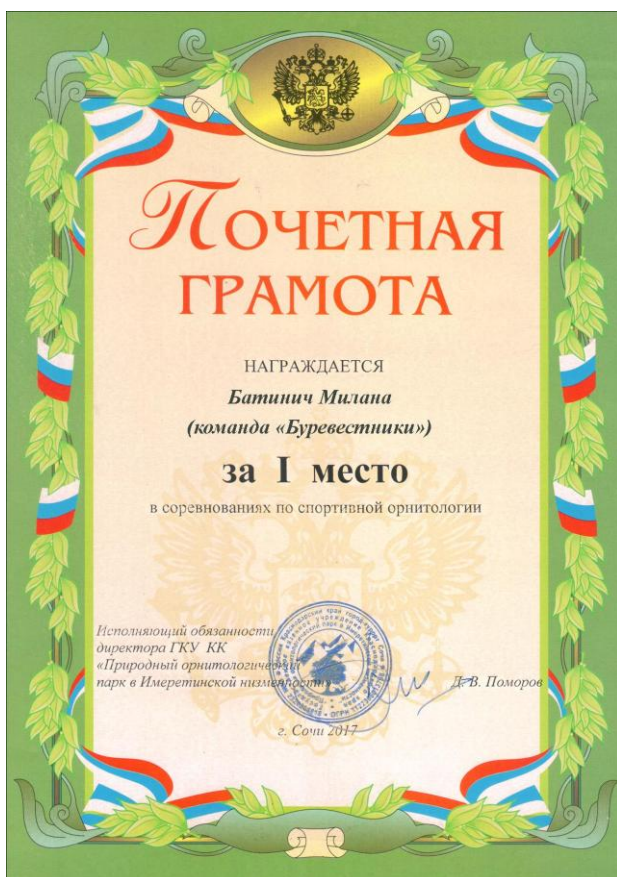 ПОЧЕТНАЯ
ГРАМОТА
НАГРАЖДАЕТСЯ
Батинич Милана
(команда «Буревестники»)
за I место
в соревнованиях по спортивной орнитологии
Исполняющий обязанности
директора ГКУ КК
«Природный орнитологический
парк в Имеретинской низменности»
Д. В. Поморов
г. Сочи 2017